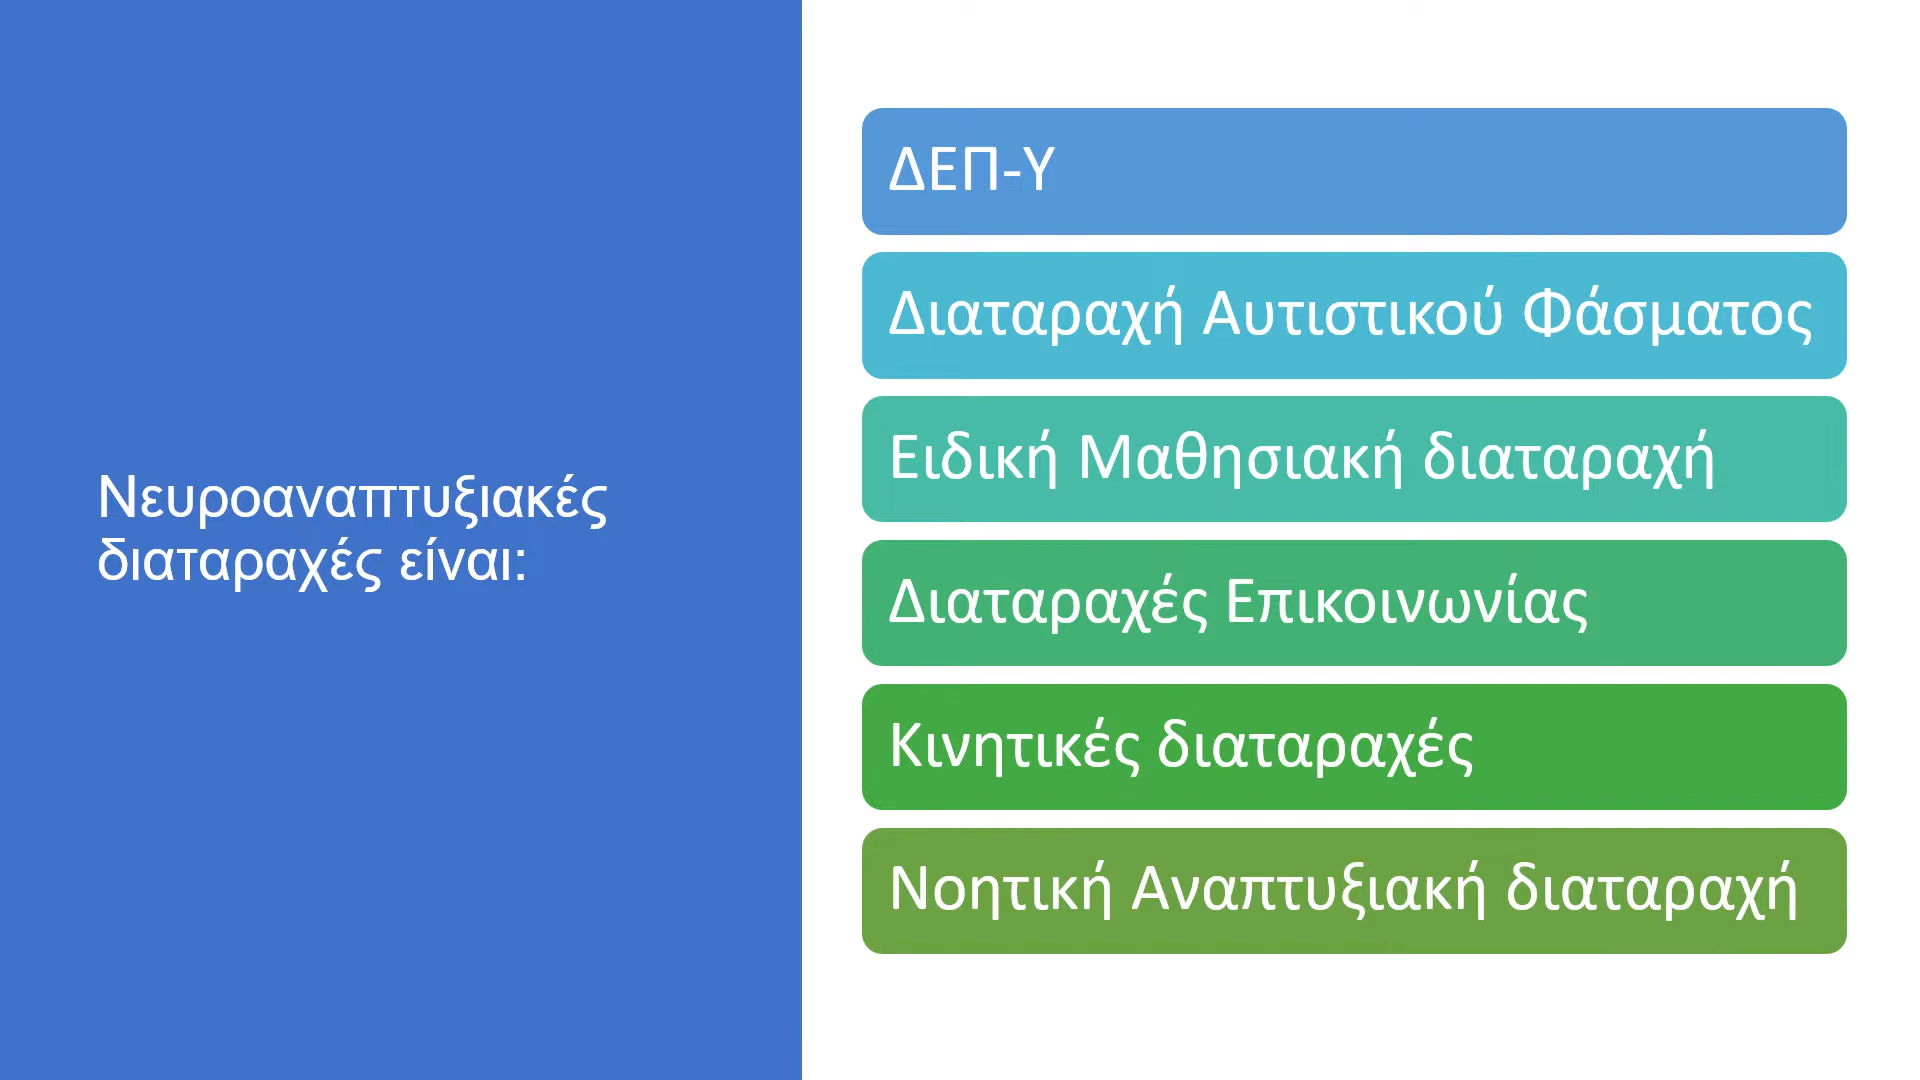 Νευροαναπτυξιακές
διαταραχές είναι:
ΔΕΠ-Υ
Διαταραχή Αυτιστικού Φάσματος
Ειδική Μαθησιακή διαταραχή
Διαταραχές Επικοινωνίας
Κινητικές διαταραχές
Νοητική Αναπτυξιακή διαταραχή